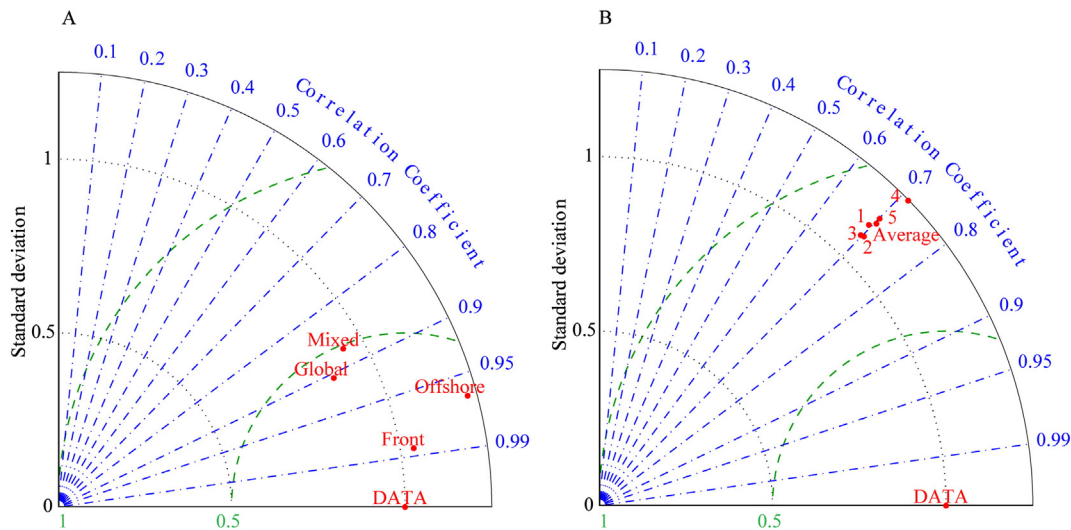 A
0.1
0.2
0.3
0.4
0.5
0.6
0.7
0.8
0.9
0.95
0.99
Correlation Coefficient
Standard deviation
1
0.5
0
Mixed
Global
Offshore
Front
DATA
1
0.5
B
0.1
0.2
0.3
0.4
0.5
0.6
0.7
0.8
0.9
0.95
0.99
Correlation Coefficient
Standard deviation
1
0.5
0
4
1
5
3
Average
2
DATA
1
0.5